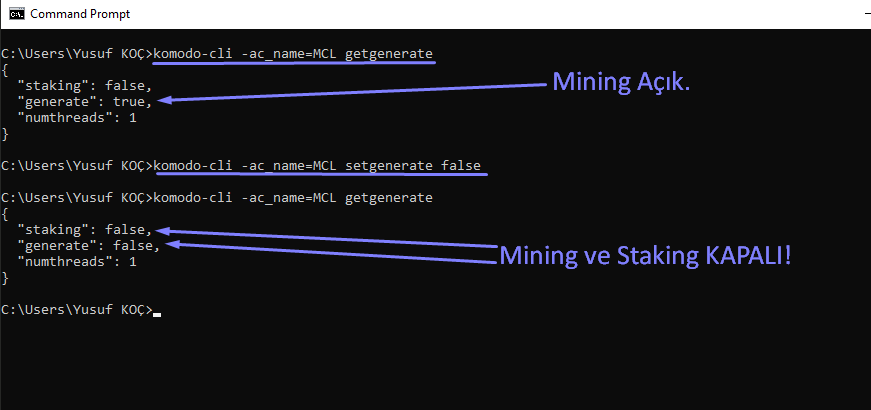 Command Prompt
C:\Users\Yusuf KOÇ>komodo-cli -ac_name=MCL getgenerate
{
"staking": false,
"generate": true,
"numthreads": 1
}
Mining Açık.
C:\Users\Yusuf KOÇ>komodo-cli -ac_name=MCL setgenerate false
C:\Users\Yusuf KOÇ>komodo-cli -ac_name=MCL getgenerate
{
"staking": false,
"generate": false,
"numthreads": 1
}
Mining ve Staking KAPALI!
C:\Users\Yusuf KOÇ>